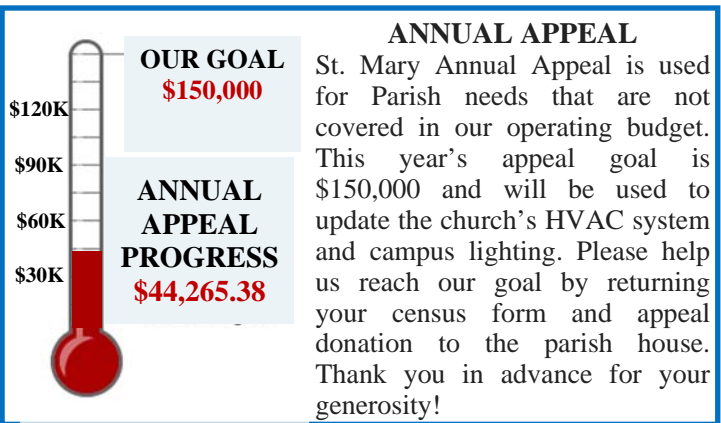 OUR GOAL
$150,000
$120K
$90K
$60K
$30K
ANNUAL
APPEAL
PROGRESS
$44,265.38
ANNUAL APPEAL
St. Mary Annual Appeal is used
for Parish needs that are not
covered in our operating budget.
This year’s appeal goal is
$150,000 and will be used to
update the church’s HVAC system
and campus lighting. Please help
us reach our goal by returning
your census form and appeal
donation to the parish house.
Thank you in advance for your
generosity!